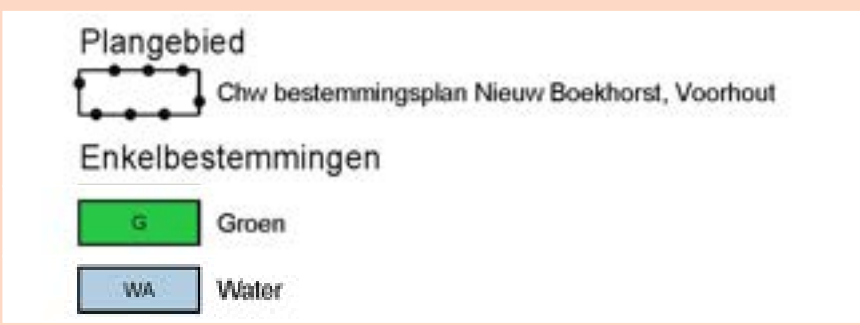 Plangebied
Chw bestemmingsplan Nieuw Boekhorst, Voorhout
Enkelbestemmingen
G Groen
WA Water